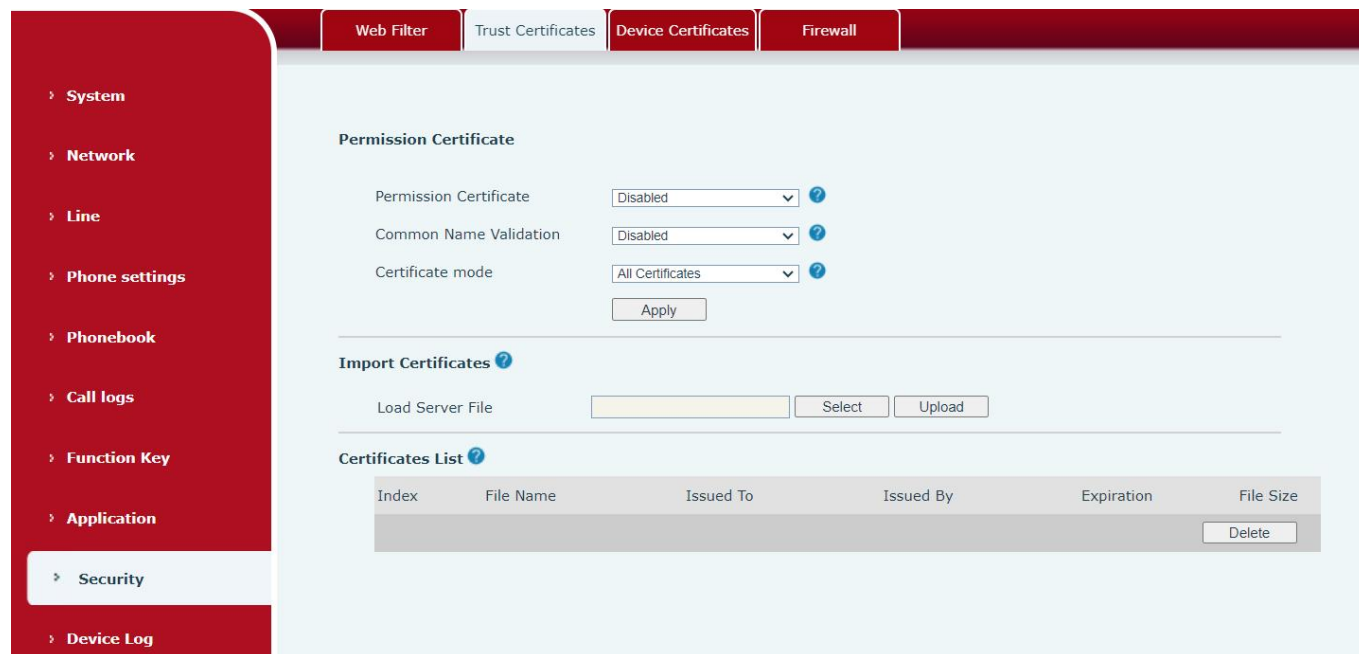 Web Filter Trust Certificates Device Certificates Firewall
System
Network
Line
Phone settings
Phonebook
Call logs
Function Key
Application
Security
Device Log
Permission Certificate
Permission Certificate Disabled ?
Common Name Validation Disabled ?
Certificate mode All Certificates ?
Apply
Import Certificates ?
Load Server File Select Upload
Certificates List ?
Index File Name Issued To Issued By Expiration File Size
Delete